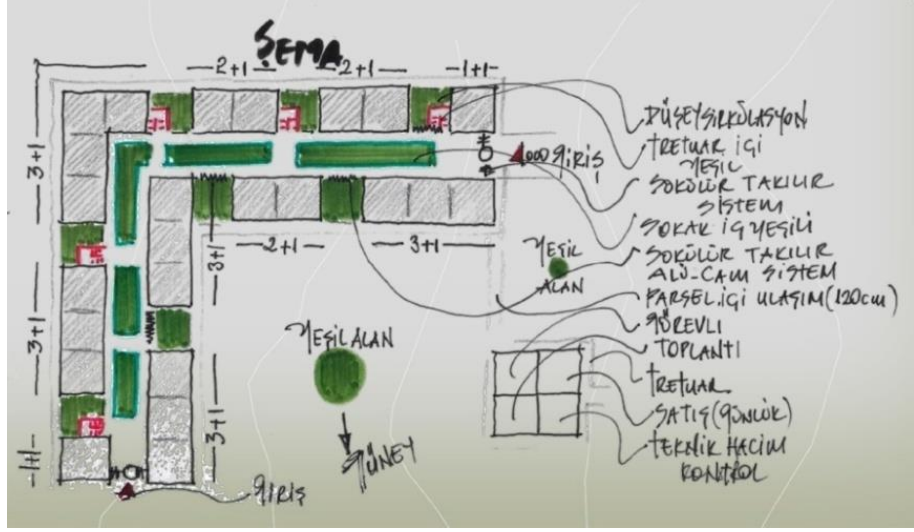 ŞEMA
2+1
2+1
1+1
3+1
3+1
1+1
3+1
2+1
3+1
3+1
GİRİŞ
YEŞİL
ALAN
YEŞİL ALAN
GÜNEY
GİRİŞ
DÜŞEY SİRKÜLASYON
TRETUAR İÇİ
YEŞİL
SÖKÜLÜR TAKILIR
SİSTEM
SOKAK İÇ YEŞİLİ
SÖKÜLÜR TAKILIR
ALÜ-CAM SİSTEM
PARSEL İÇİ ULAŞIM (120cm)
GÖREVLİ
TOPLANTI
TRETUAR
SATIŞ (GÜNLÜK)
TEKNİK HACİM
KONTROL